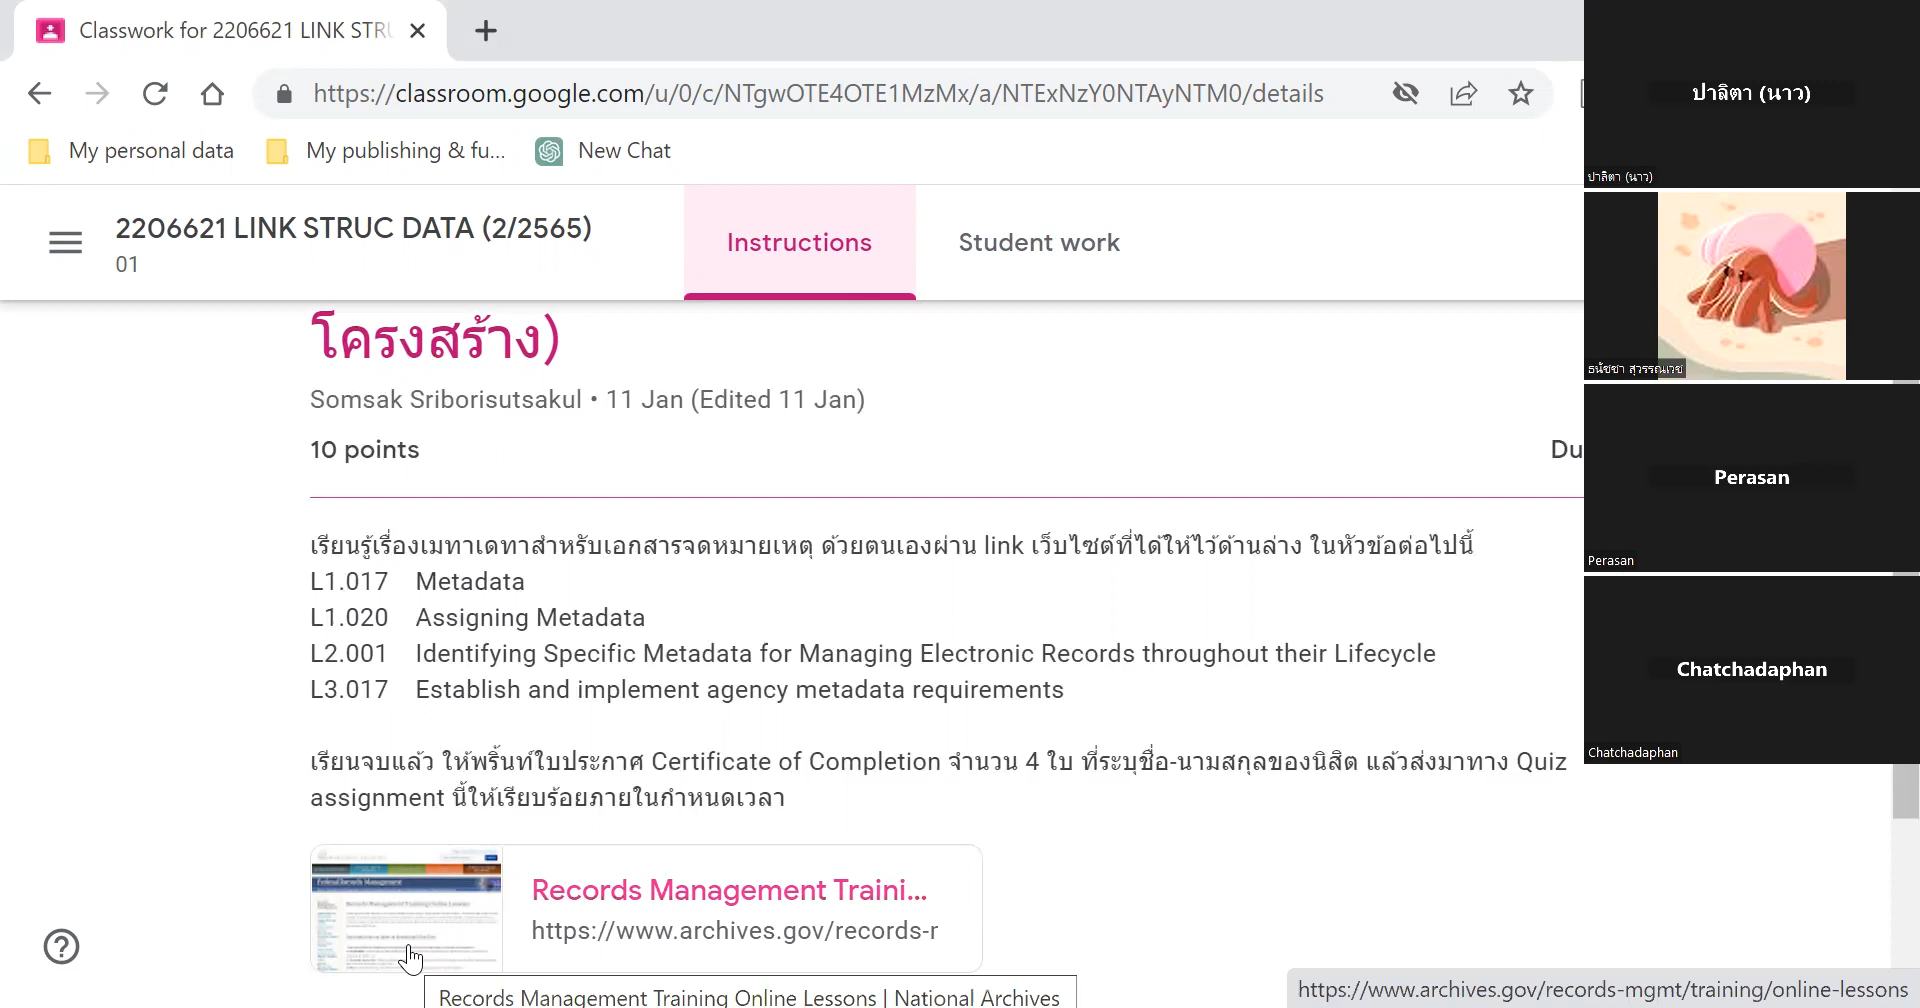 Classwork for 2206621 LINK STRU
https://classroom.google.com/u/0/c/NTgwOTE4OTE1MzMx/a/NTExNzY0NTAyNTM0/details
My personal data
My publishing & fu...
New Chat
2206621 LINK STRUC DATA (2/2565)
01
Instructions
Student work
โครงสร้าง)
Somsak Sriborisutsakul • 11 Jan (Edited 11 Jan)
10 points
Du
เรียนรู้เรื่องเมทาเดทาสำหรับเอกสารจดหมายเหตุ ด้วยตนเองผ่าน link เว็บไซต์ที่ได้ให้ไว้ด้านล่าง ในหัวข้อต่อไปนี้
L1.017 Metadata
L1.020 Assigning Metadata
L2.001 Identifying Specific Metadata for Managing Electronic Records throughout their Lifecycle
L3.017 Establish and implement agency metadata requirements
เรียนจบแล้ว ให้พริ้นท์ใบประกาศ Certificate of Completion จำนวน 4 ใบ ที่ระบุชื่อ-นามสกุลของนิสิต แล้วส่งมาทาง Quiz
assignment นี้ให้เรียบร้อยภายในกำหนดเวลา
Records Management Traini...
https://www.archives.gov/records-r
Records Management Training Online Lessons | National Archives
https://www.archives.gov/records-mgmt/training/online-lessons
ปาลิตา (นาว)
ปาลิตา (นาว)
ธนัชชา สุวรรณเวช
Perasan
Perasan
Chatchadaphan
Chatchadaphan